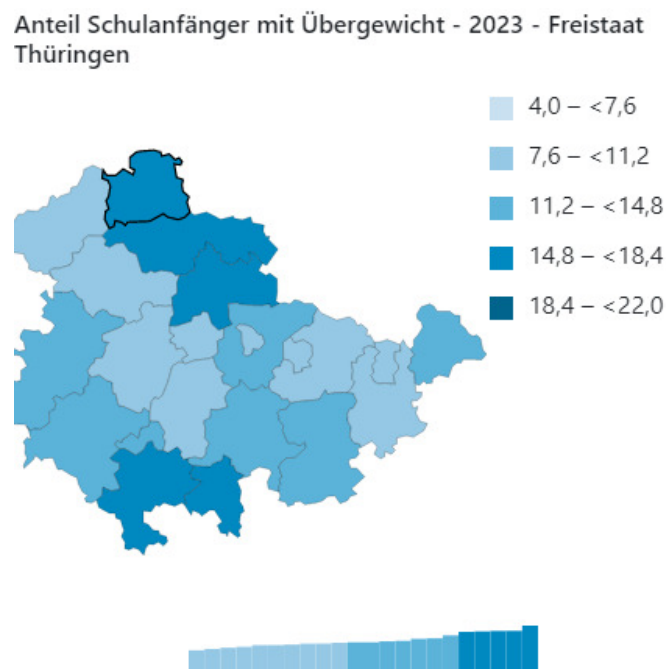 Anteil Schulanfänger mit Übergewicht - 2023 - Freistaat
Thüringen
4,0 – <7,6
7,6 – <11,2
11,2 – <14,8
14,8 – <18,4
18,4 – <22,0